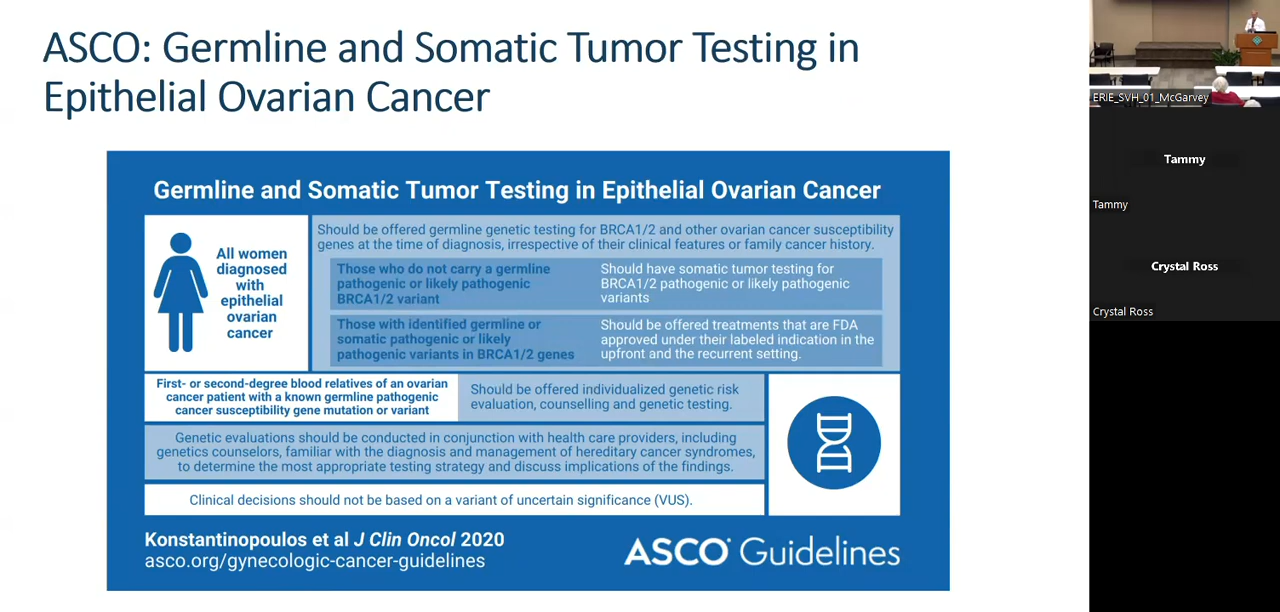 ASCO: Germline and Somatic Tumor Testing in
Epithelial Ovarian Cancer
Germline and Somatic Tumor Testing in Epithelial Ovarian Cancer
All women
diagnosed
with
epithelial
ovarian
cancer
Should be offered germline genetic testing for BRCA1/2 and other ovarian cancer susceptibility
genes at the time of diagnosis, irrespective of their clinical features or family cancer history.
Those who do not carry a germline
pathogenic or likely pathogenic
BRCA1/2 variant
Should have somatic tumor testing for
BRCA1/2 pathogenic or likely pathogenic
variants
Those with identified germline or
somatic pathogenic or likely
pathogenic variants in BRCA1/2 genes
Should be offered treatments that are FDA
approved under their labeled indication in the
upfront and the recurrent setting.
First- or second-degree blood relatives of an ovarian
cancer patient with a known germline pathogenic
cancer susceptibility gene mutation or variant
Should be offered individualized genetic risk
evaluation, counselling and genetic testing.
Genetic evaluations should be conducted in conjunction with health care providers, including
genetics counselors, familiar with the diagnosis and management of hereditary cancer syndromes,
to determine the most appropriate testing strategy and discuss implications of the findings.
Clinical decisions should not be based on a variant of uncertain significance (VUS).
Konstantinopoulos et al J Clin Oncol 2020
asco.org/gynecologic-cancer-guidelines
ASCO® Guidelines
ERIE_SVH_01_McGarvey
Tammy
Tammy
Crystal Ross
Crystal Ross